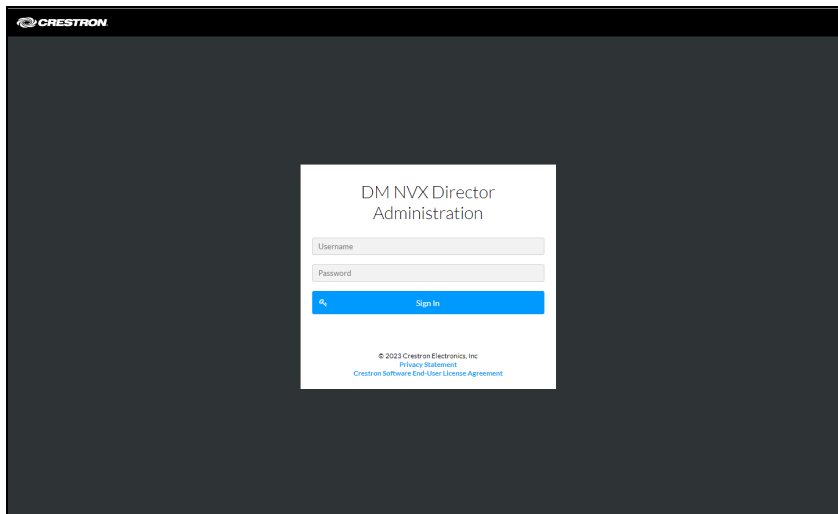 CRESTRON
DM NVX Director
Administration
Username
Password
Sign In
© 2023 Crestron Electronics, Inc
Privacy Statement
Crestron Software End-User License Agreement